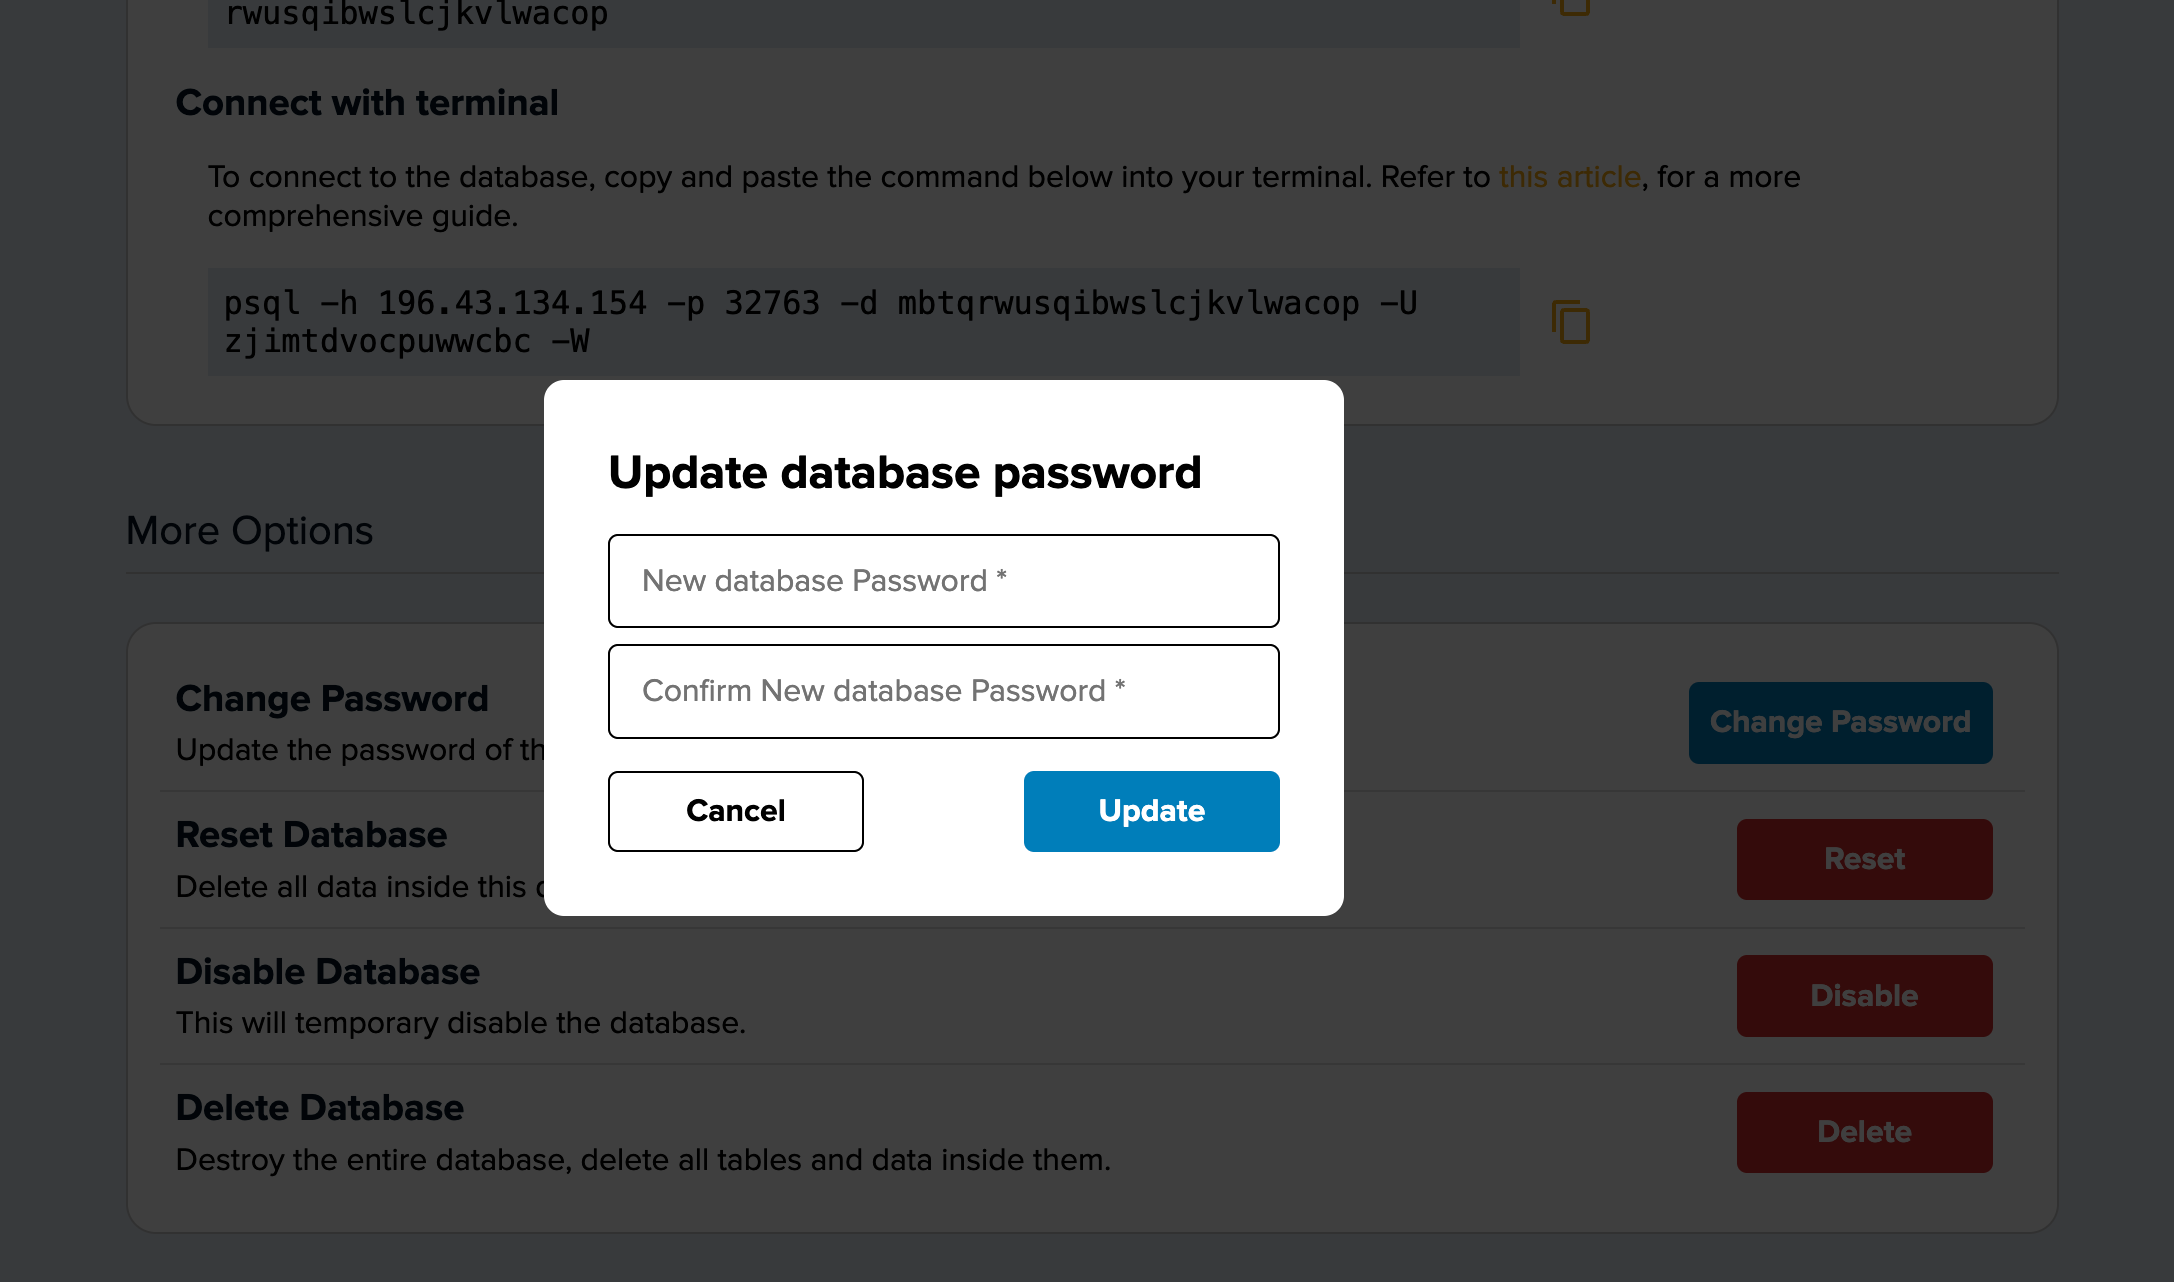 rwusqibwslcjkvlwacop
Connect with terminal
To connect to the database, copy and paste the command below into your terminal. Refer to this article, for a more
comprehensive guide.
psql -h 196.43.134.154 -p 32763 -d mbtqrwusqibwslcjkvlwacop -U
zjimtdvocpuwwcbc -W
Update database password
New database Password *
Confirm New database Password *
Cancel
Update
More Options
Change Password
Update the password of th
Change Password
Reset Database
Delete all data inside this
Reset
Disable Database
This will temporary disable the database.
Disable
Delete Database
Destroy the entire database, delete all tables and data inside them.
Delete